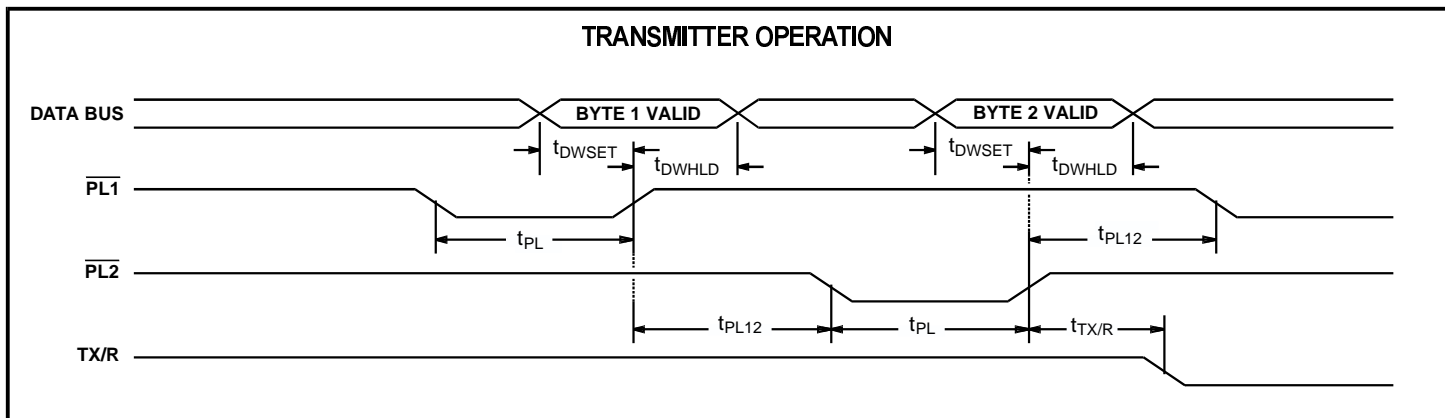 TRANSMITTER OPERATION
DATA BUS
BYTE 1 VALID
BYTE 2 VALID
tDWSET
tDWHLD
tDWSET
tDWHLD
PL1
tPL
tPL12
PL2
tPL12
tPL
tTX/R
TX/R